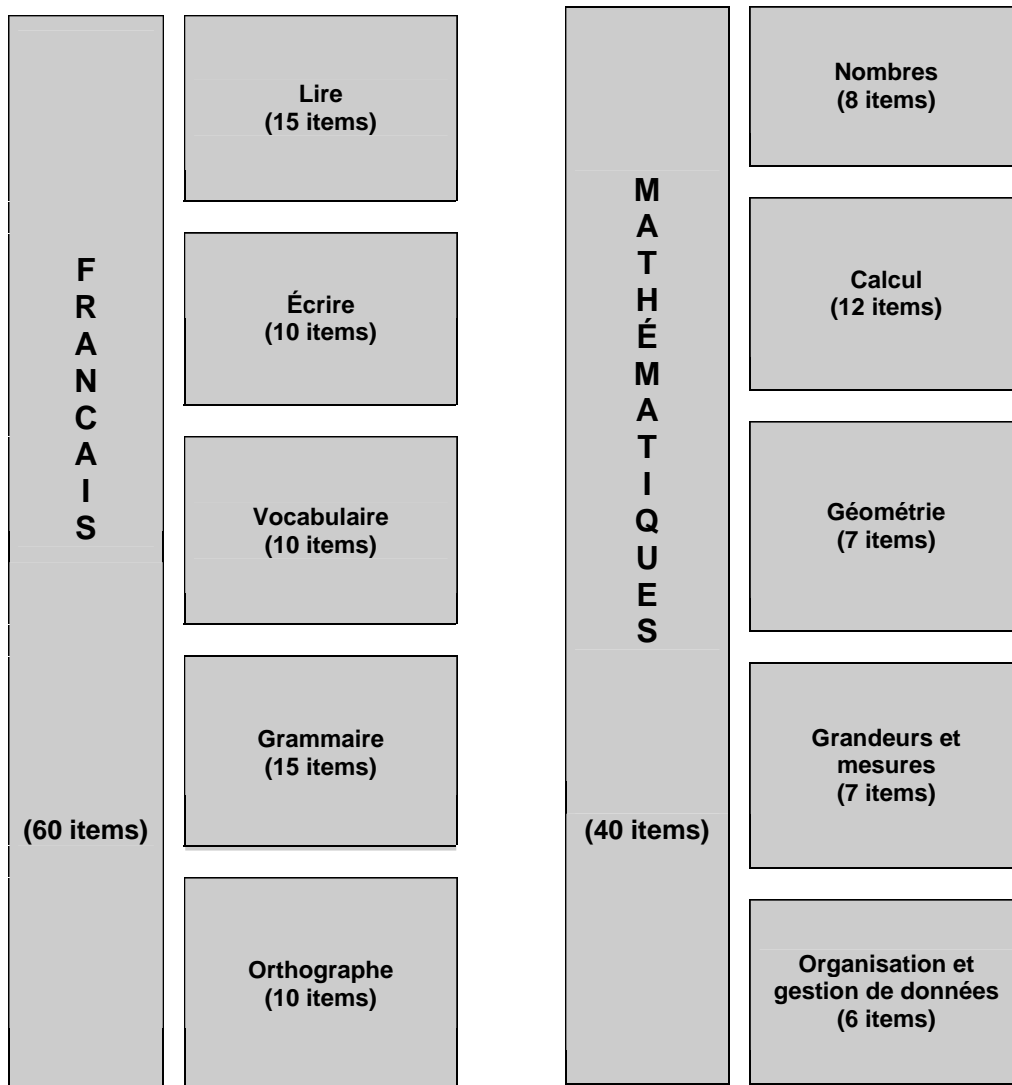 F
R
A
N
C
A
I
S
(60 items)
Lire
(15 items)
Écrire
(10 items)
Vocabulaire
(10 items)
Grammaire
(15 items)
Orthographe
(10 items)
M
A
T
H
É
M
A
T
I
Q
U
E
S
(40 items)
Nombres
(8 items)
Calcul
(12 items)
Géométrie
(7 items)
Grandeurs et
mesures
(7 items)
Organisation et
gestion de données
(6 items)